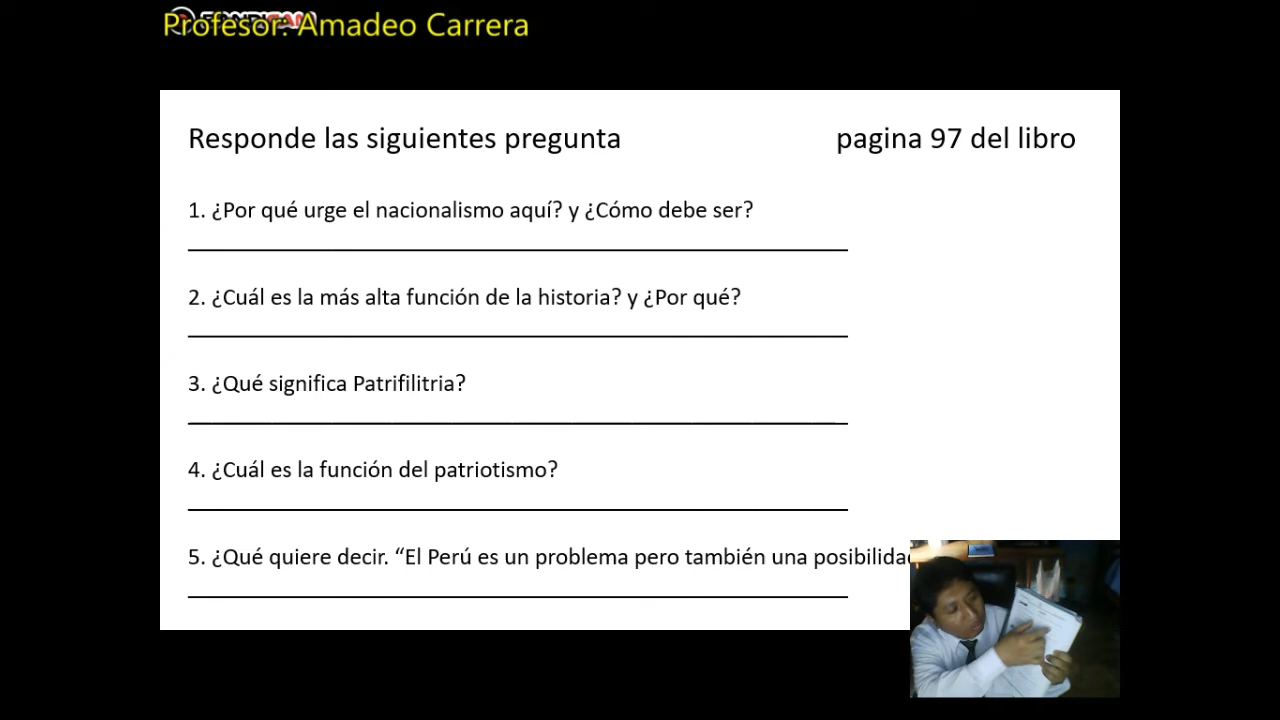 Profesor: Amadeo Carrera
Responde las siguientes pregunta pagina 97 del libro
1. ¿Por qué urge el nacionalismo aquí? y ¿Cómo debe ser?
2. ¿Cuál es la más alta función de la historia? y ¿Por qué?
3. ¿Qué significa Patrifilitria?
4. ¿Cuál es la función del patriotismo?
5. ¿Qué quiere decir. “El Perú es un problema pero también una